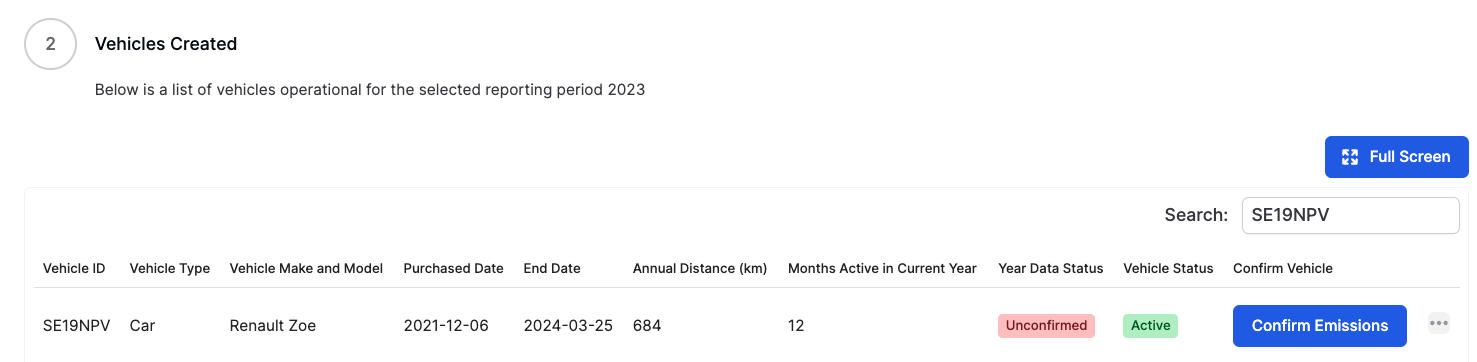 2
Vehicles Created
Below is a list of vehicles operational for the selected reporting period 2023
Full Screen
Search: SE19NPV
Vehicle ID Vehicle Type Vehicle Make and Model Purchased Date End Date Annual Distance (km) Months Active in Current Year Year Data Status Vehicle Status Confirm Vehicle
SE19NPV Car Renault Zoe 2021-12-06 2024-03-25 684 12 Unconfirmed Active Confirm Emissions